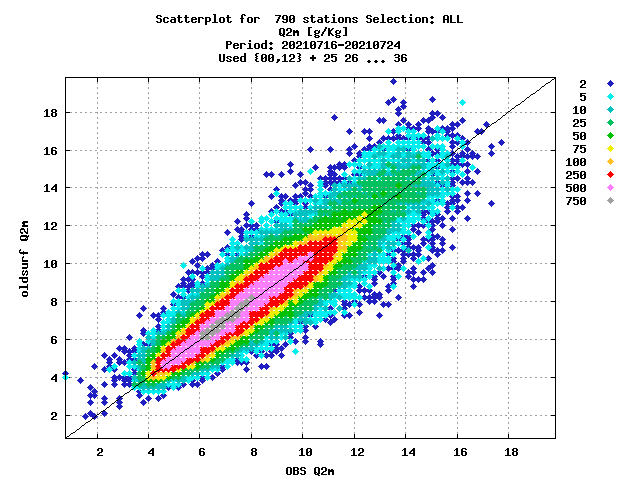 Scatterplot for 790 stations Selection: ALL
Q2m [g/Kg]
Period: 20210716-20210724
Used {00,12} + 25 26 ... 36
2
5
10
25
50
75
100
250
500
750
18
16
14
12
10
8
6
4
2
oldsurf Q2m
2 4 6 8 10 12 14 16 18
OBS Q2m